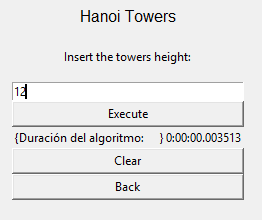 Hanoi Towers
Insert the towers height:
12
Execute
{Duración del algoritmo:    } 0:00:00.003513
Clear
Back